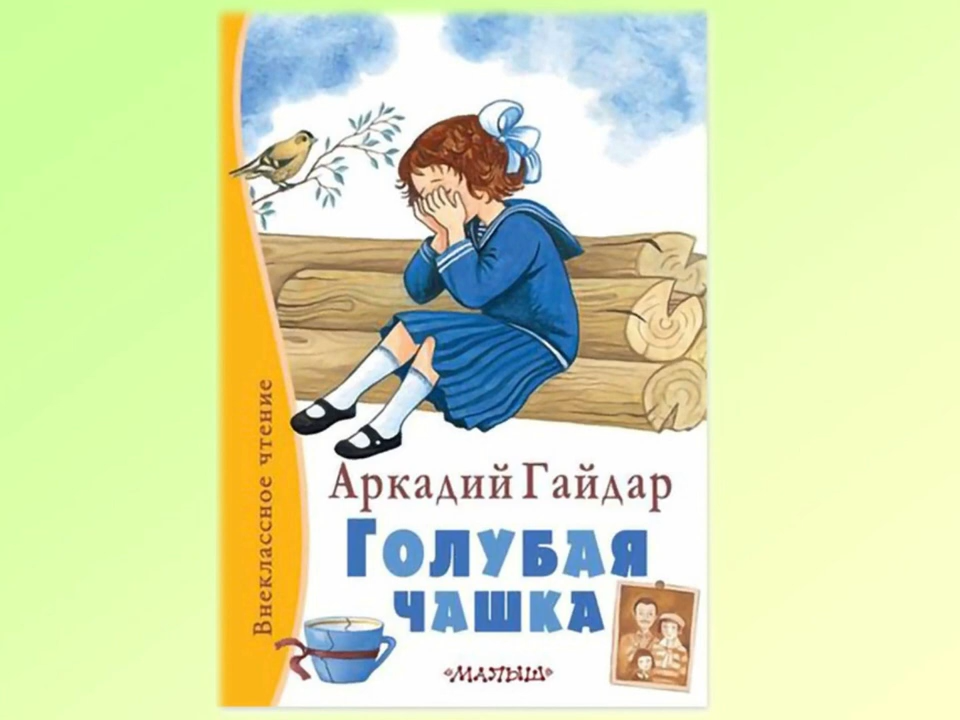 Внеклассное чтение
Аркадий Гайдар
Голубая
чашка
«МАЛЫШ»